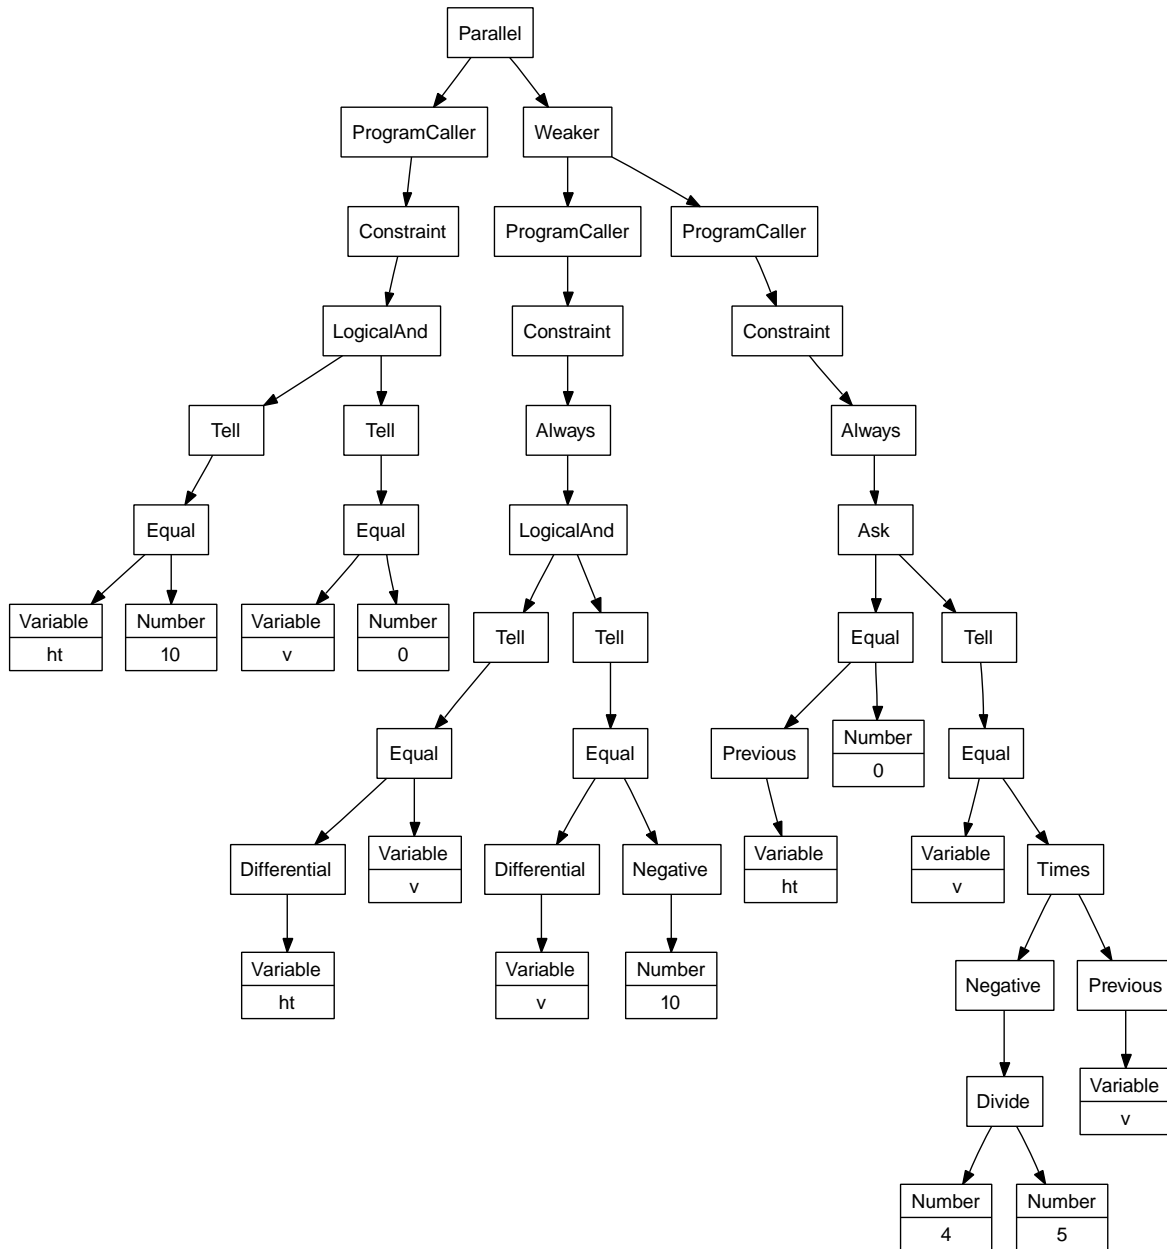 Parallel
ProgramCaller
Weaker
Constraint
ProgramCaller
ProgramCaller
LogicalAnd
Constraint
Constraint
Tell
Tell
Always
Always
Equal
Equal
LogicalAnd
Ask
Variable
ht
Number
10
Variable
v
Number
0
Tell
Tell
Equal
Tell
Equal
Equal
Previous
Number
0
Equal
Differential
Variable
v
Differential
Negative
Variable
ht
Variable
v
Times
Variable
ht
Variable
v
Number
10
Negative
Previous
Divide
Variable
v
Number
4
Number
5